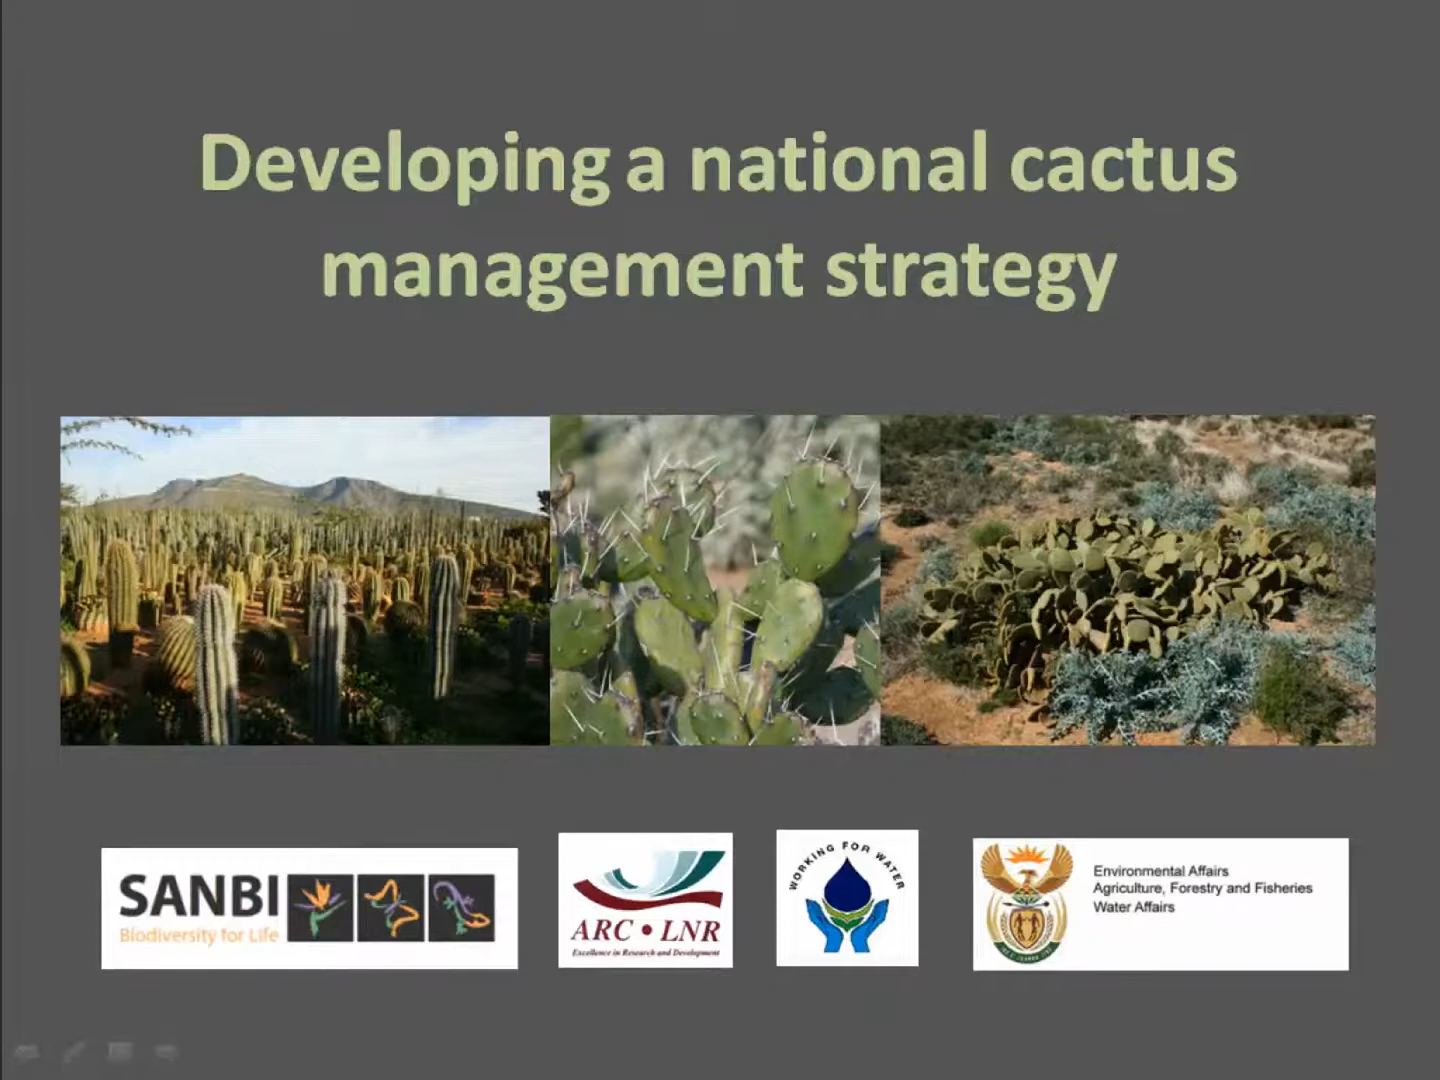 Developing a national cactus
management strategy
SANBI
Biodiversity for Life
ARC • LNR
Excellence in Research and Development
WORKING FOR WATER
Environmental Affairs
Agriculture, Forestry and Fisheries
Water Affairs